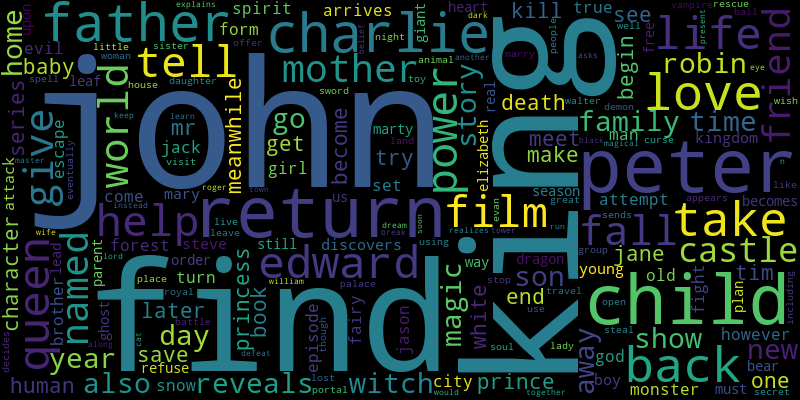 father
spirit
arrives
kill
true
explains
vampire
rescue
home
form
heart
offer
little
woman
sister
night
dark
belief
present
ball
people
evil
baby
leaf
charlie
mother
giant
another
see
life
tell
animal
toy
asks
marry
well
upon
friend
begin
robin
free
eye
wish
john
king
world
house
daughter
sword
power
story
real
death
walter
demon
love
spell
series
give
escape
mr
jack
visit
go
get
girl
become
marty
land
try
family
time
man
kingdom
magical
curse
black
meet
make
elizabeth
season
great
attempt
peter
learn
keep
meanwhile
master
eventually
attack
come
mary
roger
town
instead
set
us
evan
run
becomes
like
appears
n
return
film
take
help
live
leave
steve
still
discovers
dream
break
soon
using
realizes
tower
sends
group
fall
castle
forest
wife
queen
named
edward
way
dragon
son
jane
tim
young
old
fight
plan
open
including
character
brother
lead
parent
lord
order
turn
place
william
palace
princess
book
magic
white
stop
travel
use
end
find
child
ghost
royal
later
battle
episode
though
fairy
jason
soul
lady
away
steal
show
however
new
day
save
year
along
refuse
cat
defeat
god
boy
back
bear
one
decides
human
also
snow
reveals
witch
lost
portal
city
would
prince
together
monster
must
secret